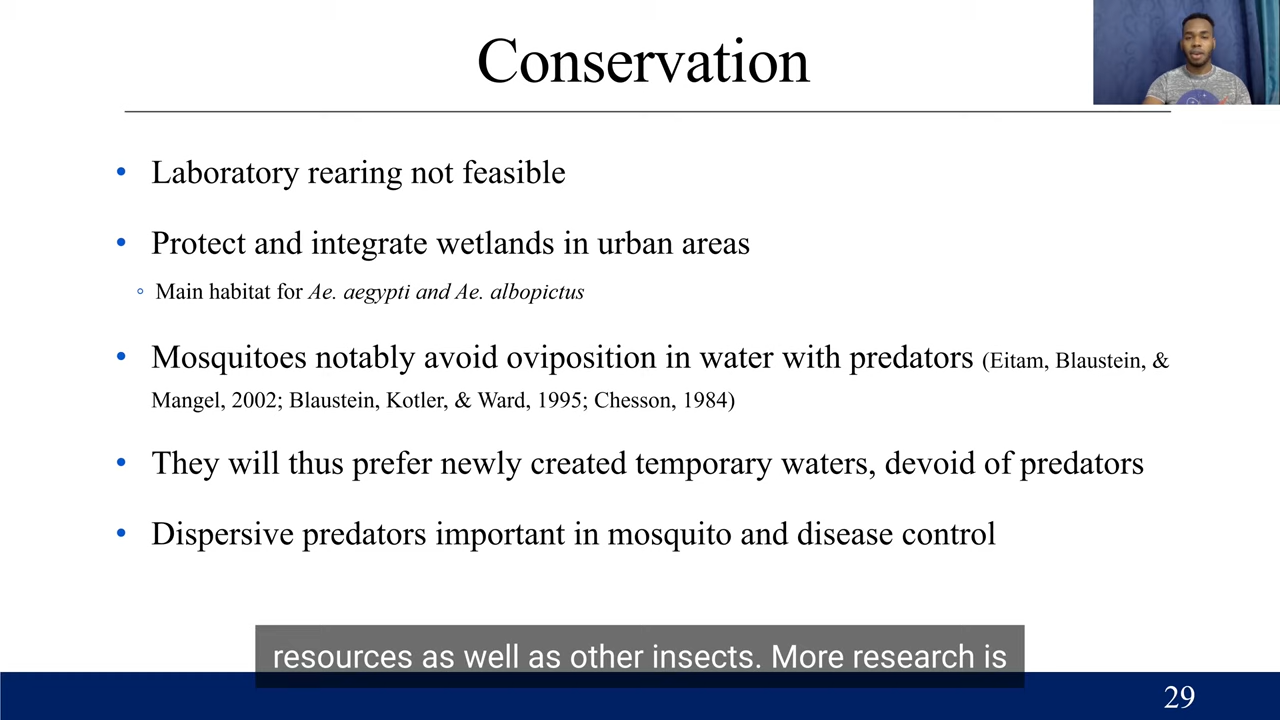 Conservation
• Laboratory rearing not feasible
• Protect and integrate wetlands in urban areas
◦ Main habitat for Ae. aegypti and Ae. albopictus
• Mosquitoes notably avoid oviposition in water with predators (Eitam, Blaustein, &
Mangel, 2002; Blaustein, Kotler, & Ward, 1995; Chesson, 1984)
• They will thus prefer newly created temporary waters, devoid of predators
• Dispersive predators important in mosquito and disease control
resources as well as other insects. More research is
29